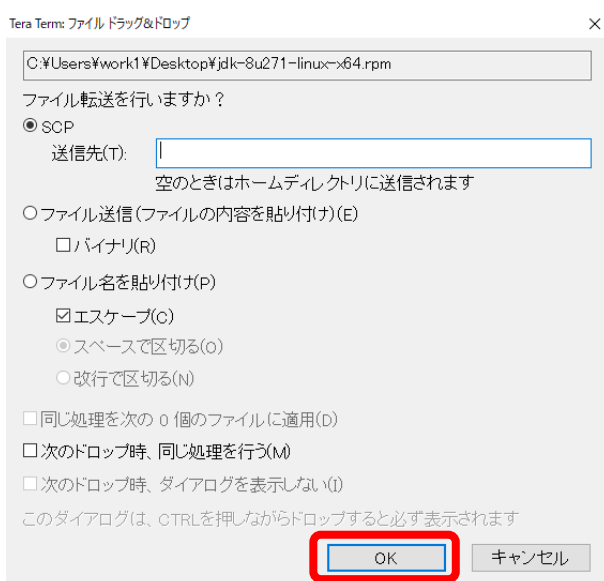 Tera Term: ファイル ドラッグ&ドロップ
C:¥Users¥work1¥Desktop¥jdk-8u271-linux-x64.rpm
ファイル転送を行いますか？
SCP
送信先(T):
空のときはホームディレクトリに送信されます
ファイル送信(ファイルの内容を貼り付け)(E)
バイナリ(R)
ファイル名を貼り付け(P)
エスケープ(C)
スペースで区切る(O)
改行で区切る(N)
同じ処理を次の 0 個のファイルに適用(D)
次のドロップ時、同じ処理を行う(M)
次のドロップ時、ダイアログを表示しない(I)
このダイアログは、CTRLを押しながらドロップすると必ず表示されます
OK キャンセル